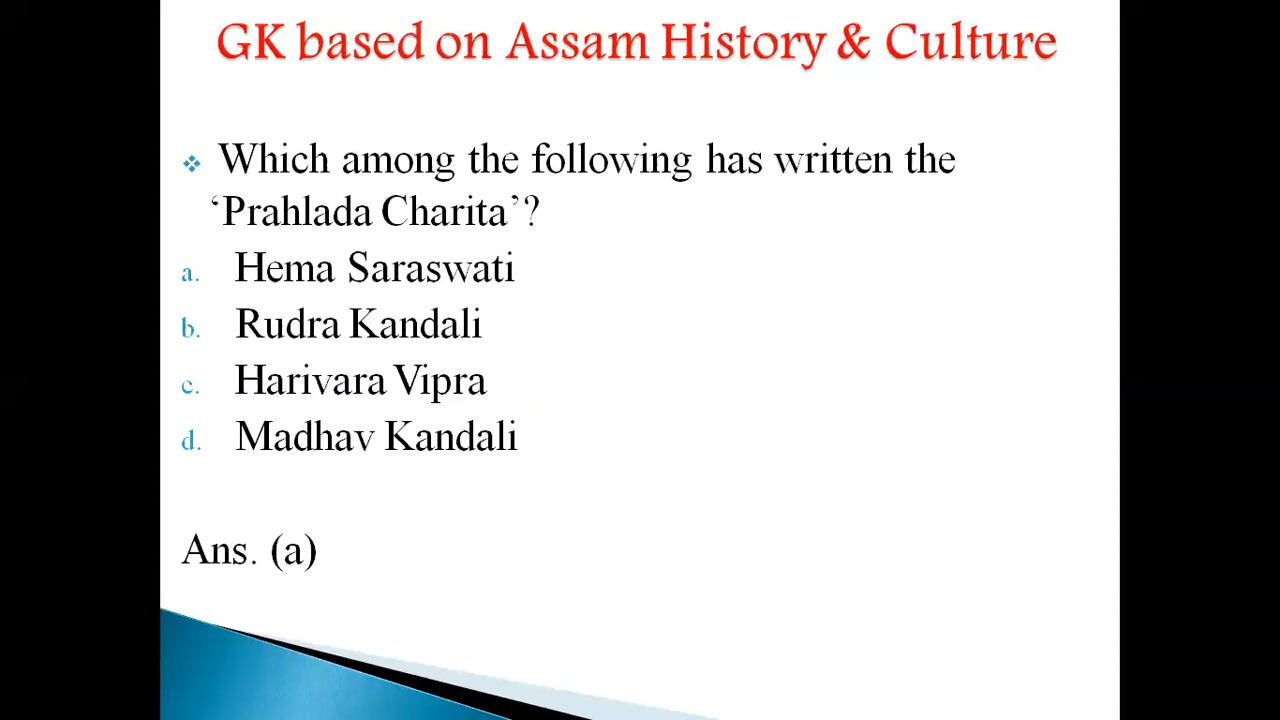 GK based on Assam History & Culture
❖ Which among the following has written the
‘Prahlada Charita’?
a. Hema Saraswati
b. Rudra Kandali
c. Harivara Vipra
d. Madhav Kandali
Ans. (a)